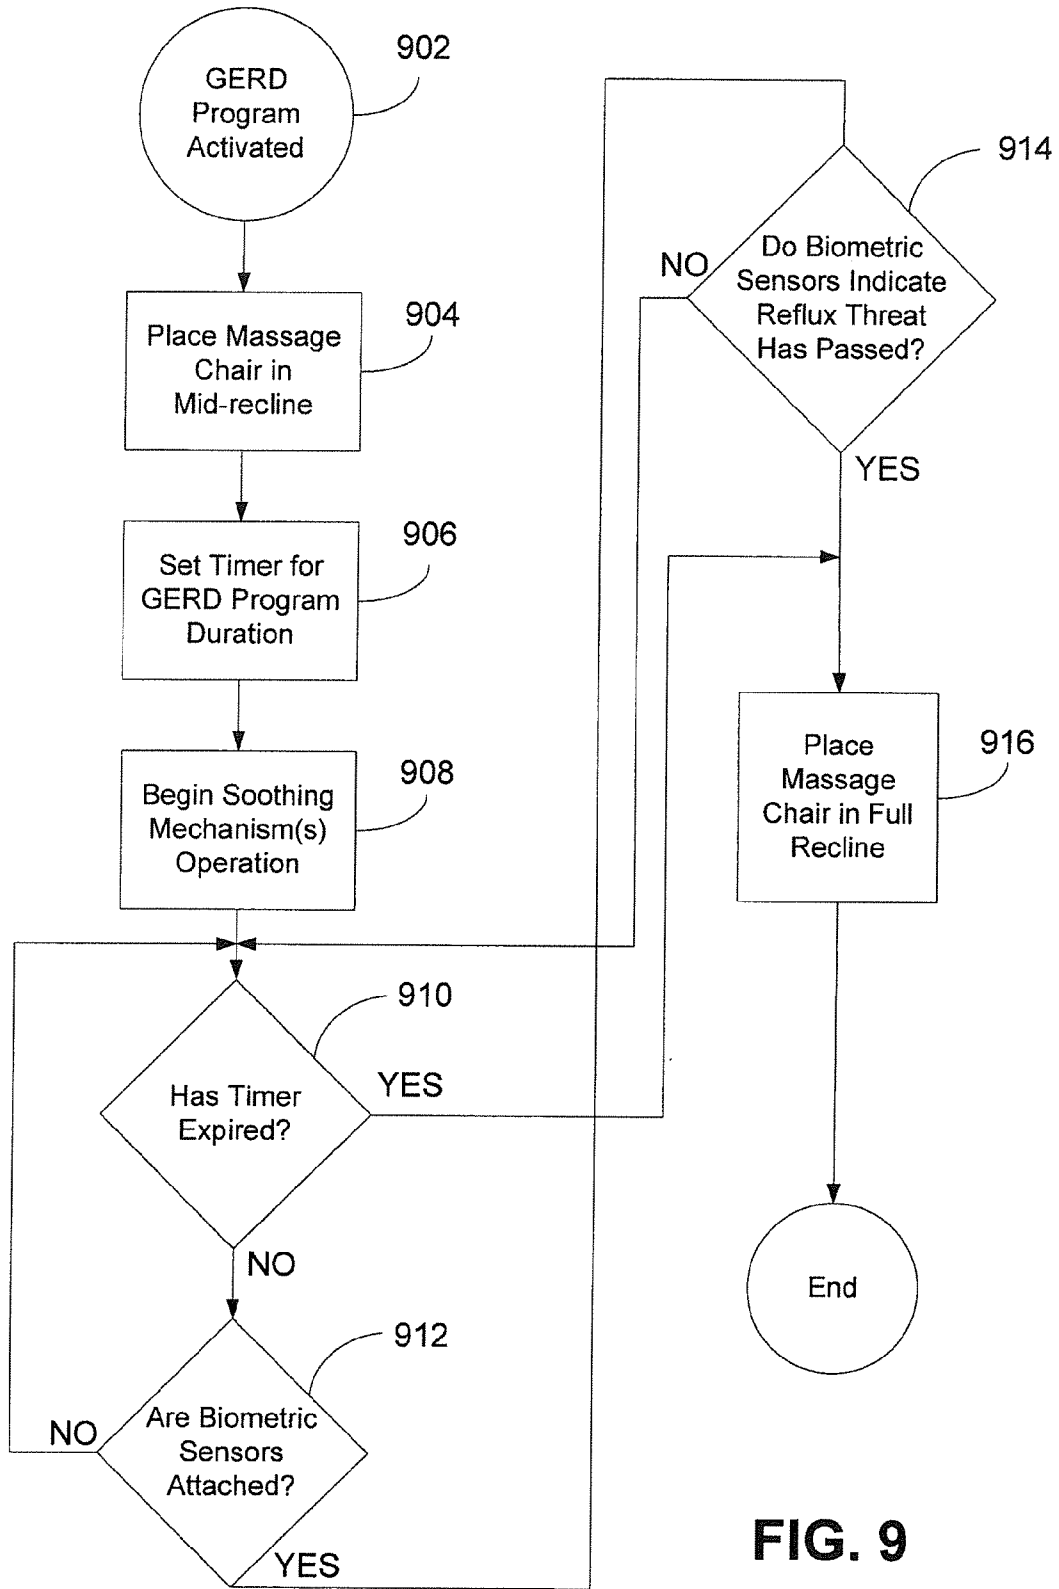 902
GERD
Program
Activated
904
Place Massage
Chair in
Mid-recline
906
Set Timer for
GERD Program
Duration
908
Begin Soothing
Mechanism(s)
Operation
910
Has Timer
Expired?
YES
NO
912
Are Biometric
Sensors
Attached?
NO
YES
914
Do Biometric
Sensors Indicate
Reflux Threat
Has Passed?
NO
YES
916
Place
Massage
Chair in Full
Recline
End
FIG. 9